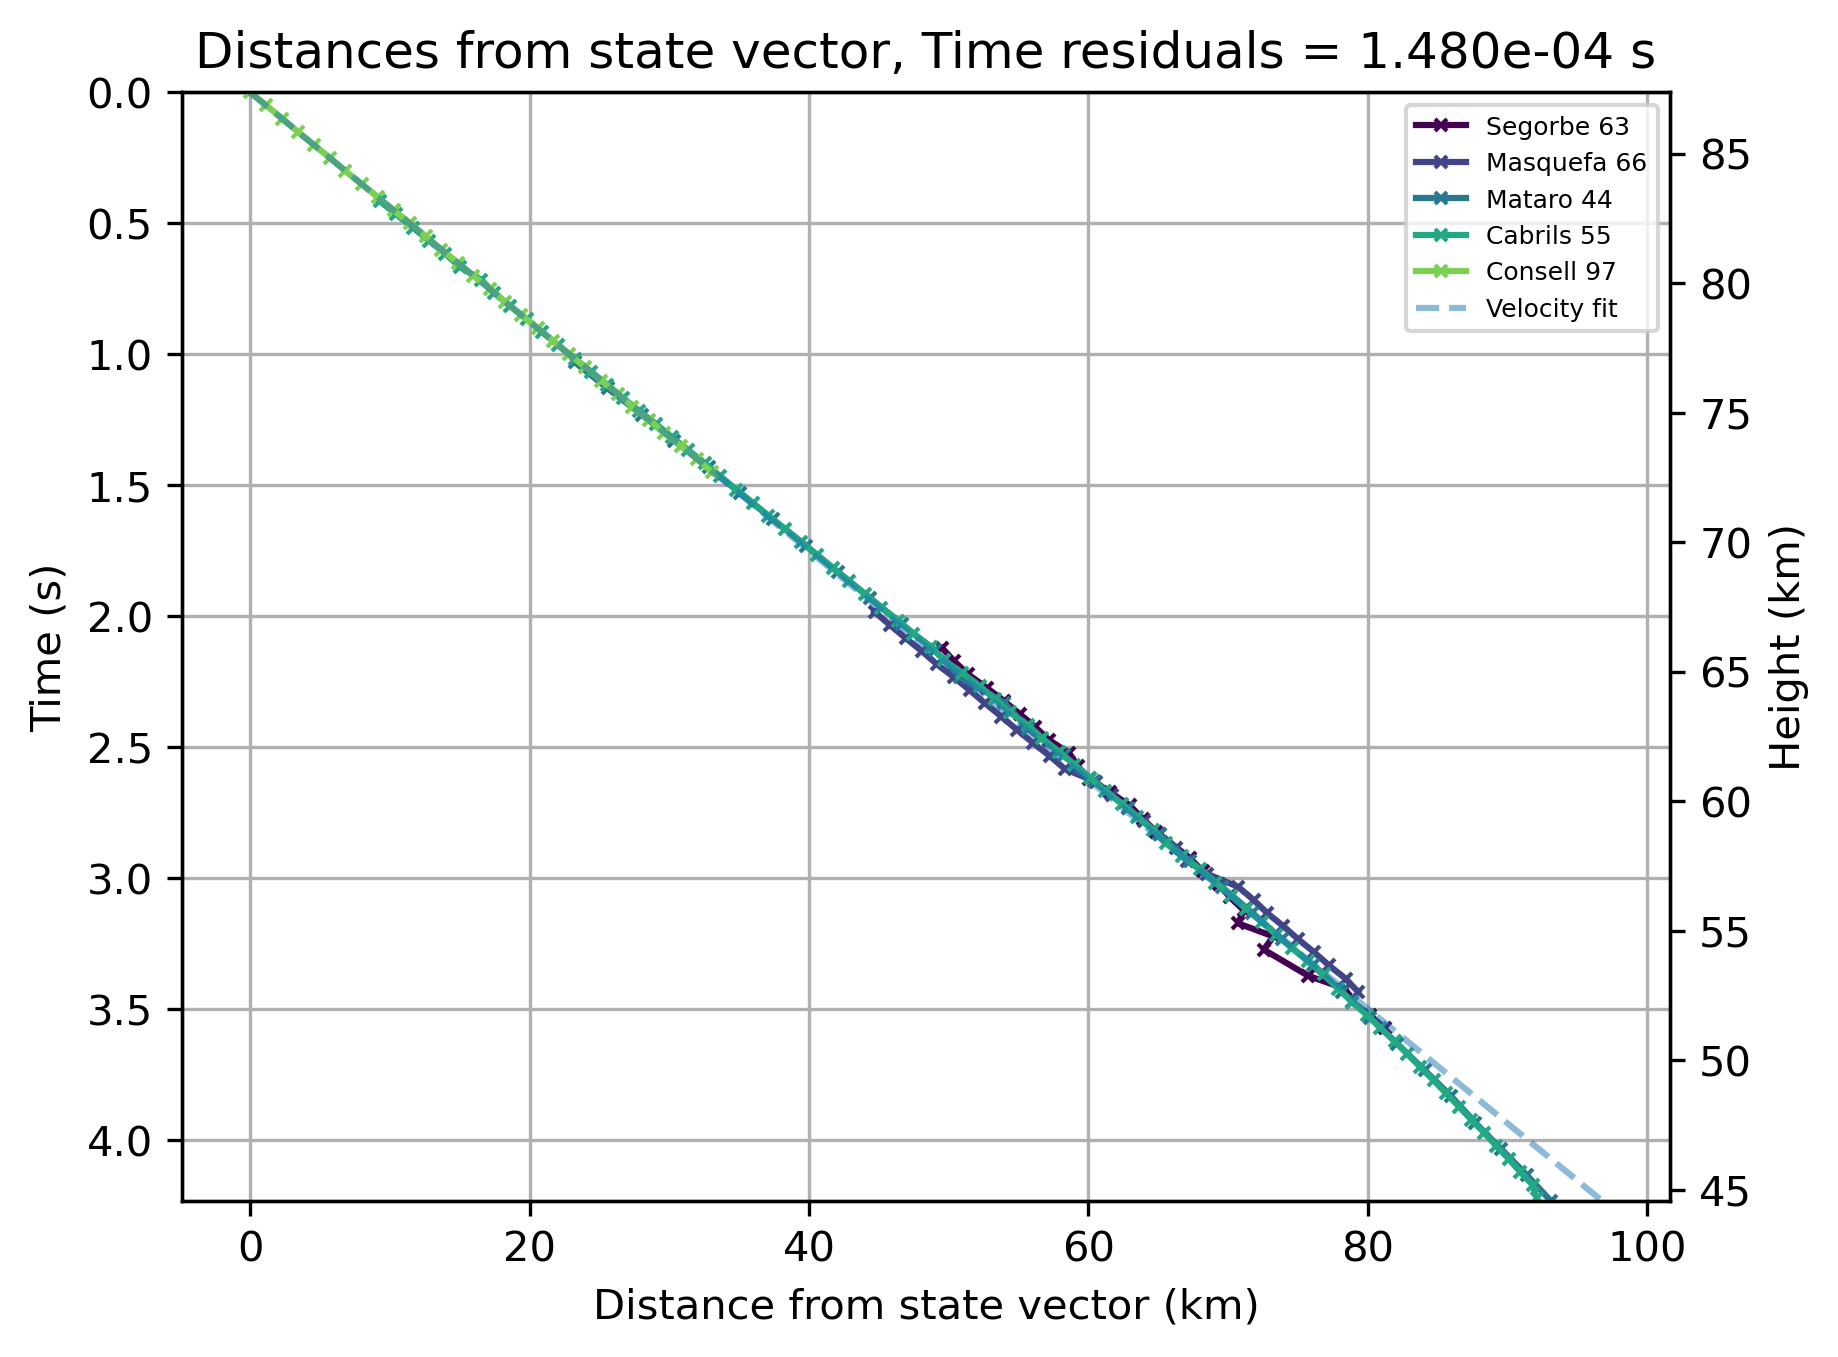 Distances from state vector, Time residuals = 1.480e-04 s
0.0
0.5
1.0
1.5
2.0
2.5
3.0
3.5
4.0
Time (s)
Segorbe 63
Masquefa 66
Mataro 44
Cabrils 55
Consell 97
Velocity fit
85
80
75
70
65
60
55
50
45
Height (km)
0
20
40
60
80
100
Distance from state vector (km)